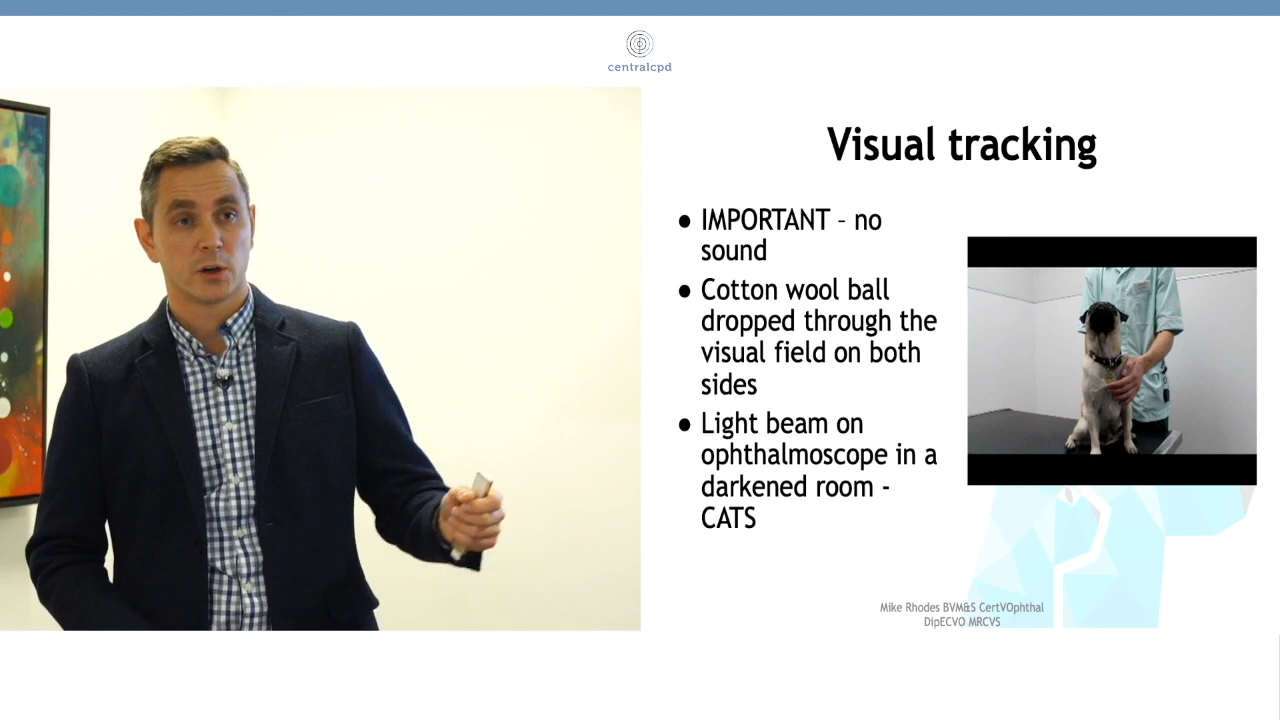 centralcpd
Visual tracking
● IMPORTANT – no
sound
● Cotton wool ball
dropped through the
visual field on both
sides
● Light beam on
ophthalmoscope in a
darkened room -
CATS
Mike Rhodes BVM&S CertVOphthal
DipECVO MRCVS